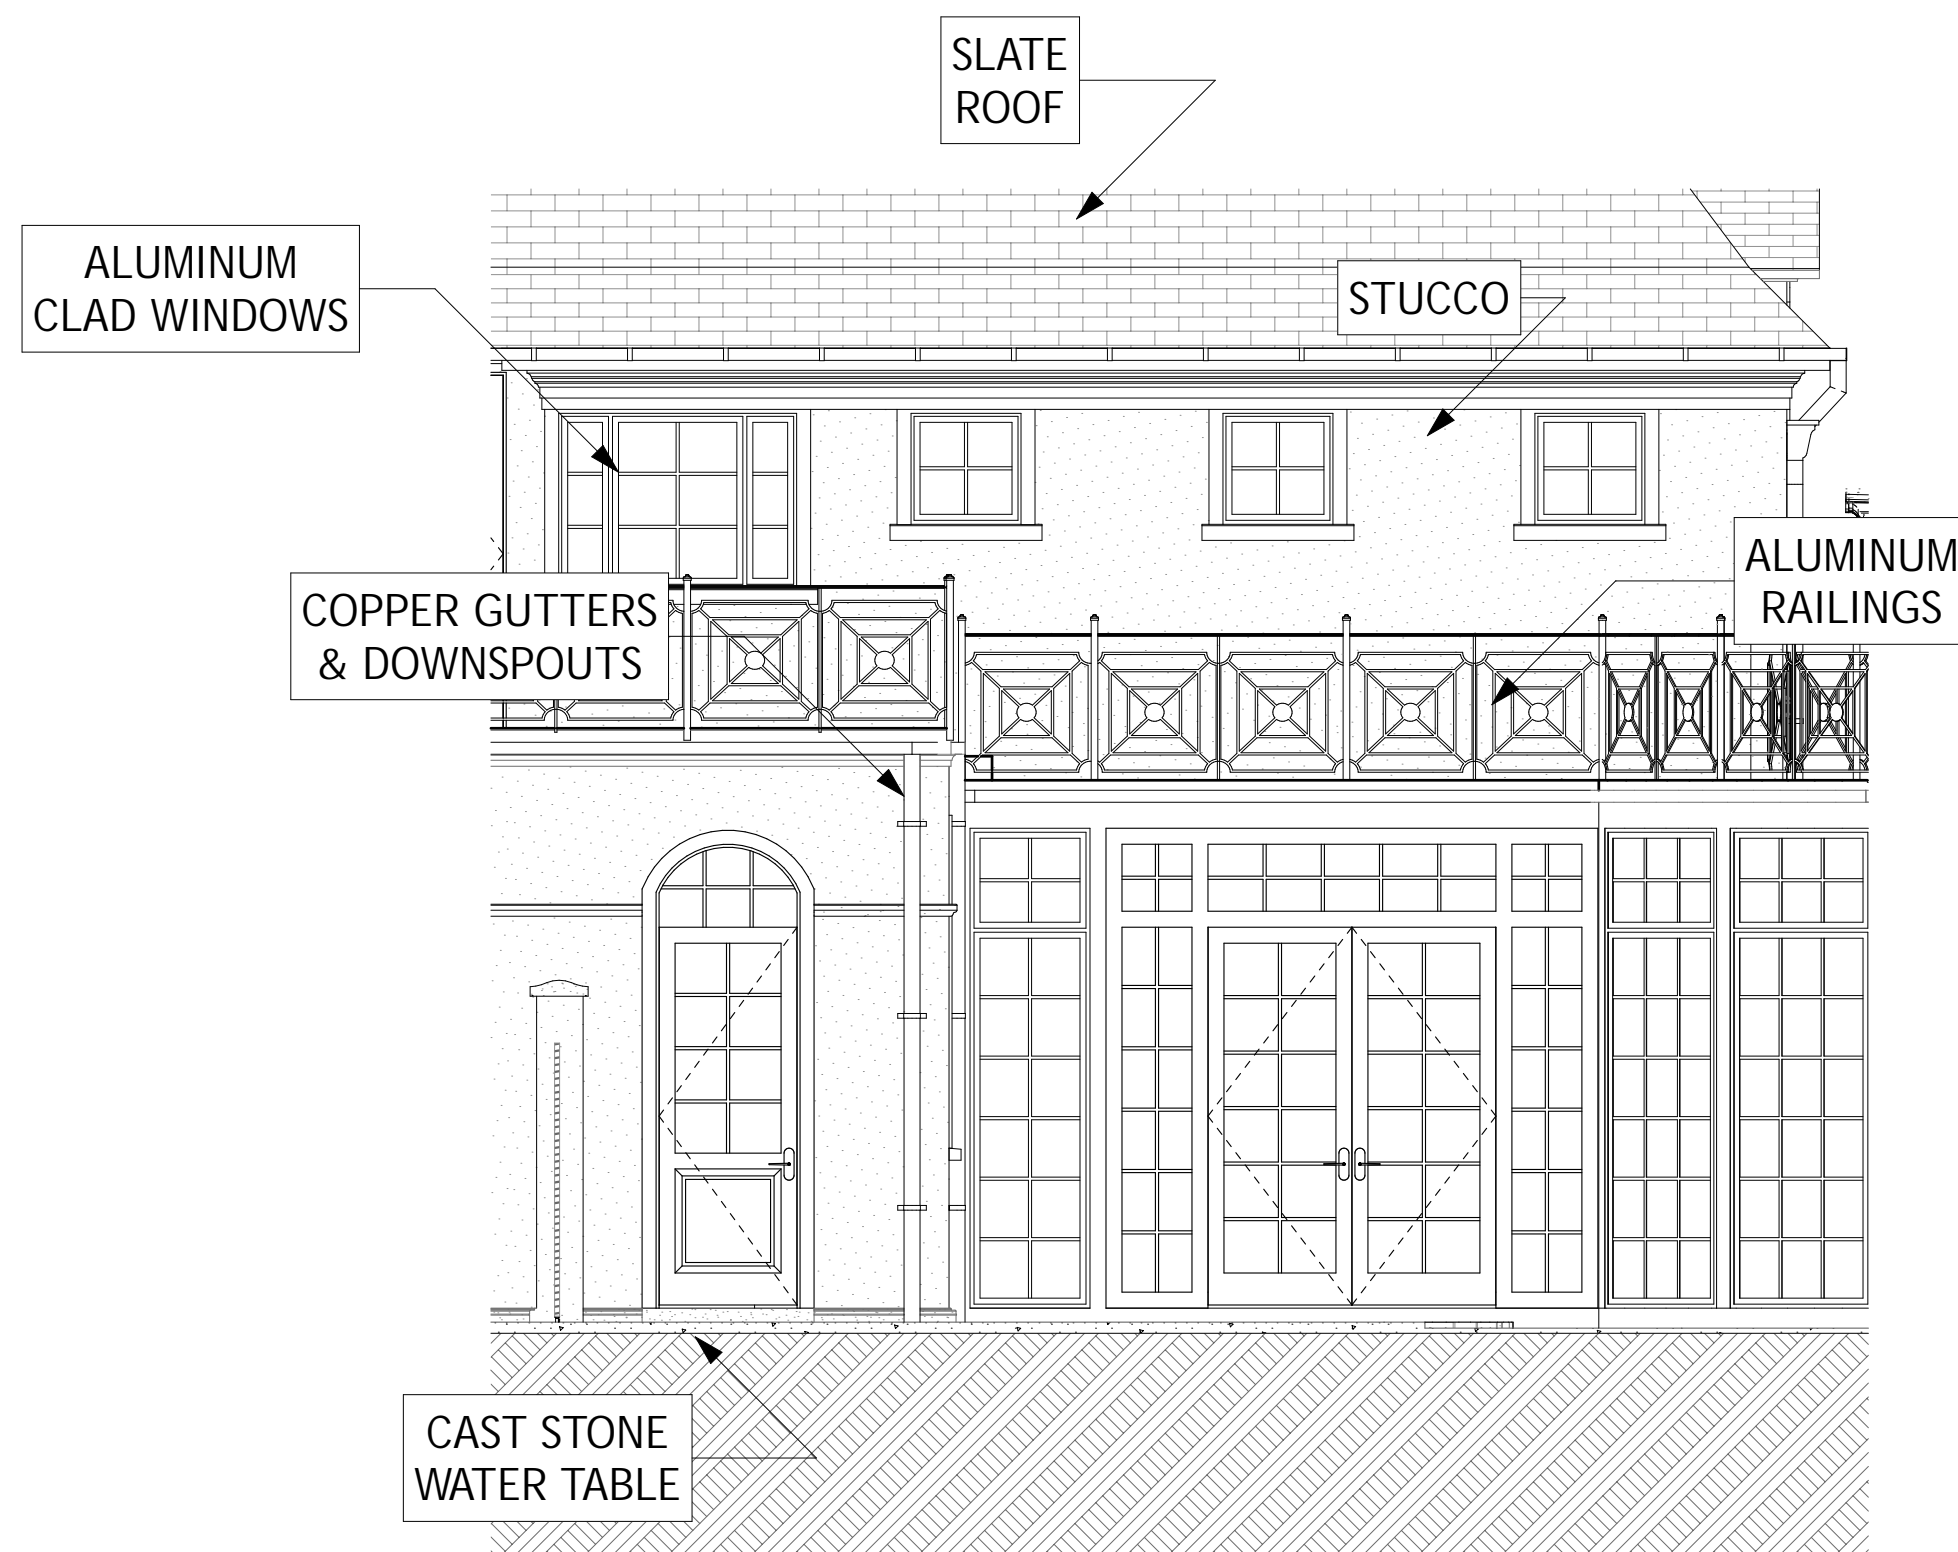 SLATE
ROOF
ALUMINUM
CLAD WINDOWS
STUCCO
ALUMINUM
RAILINGS
COPPER GUTTERS
& DOWNSPOUTS
CAST STONE
WATER TABLE